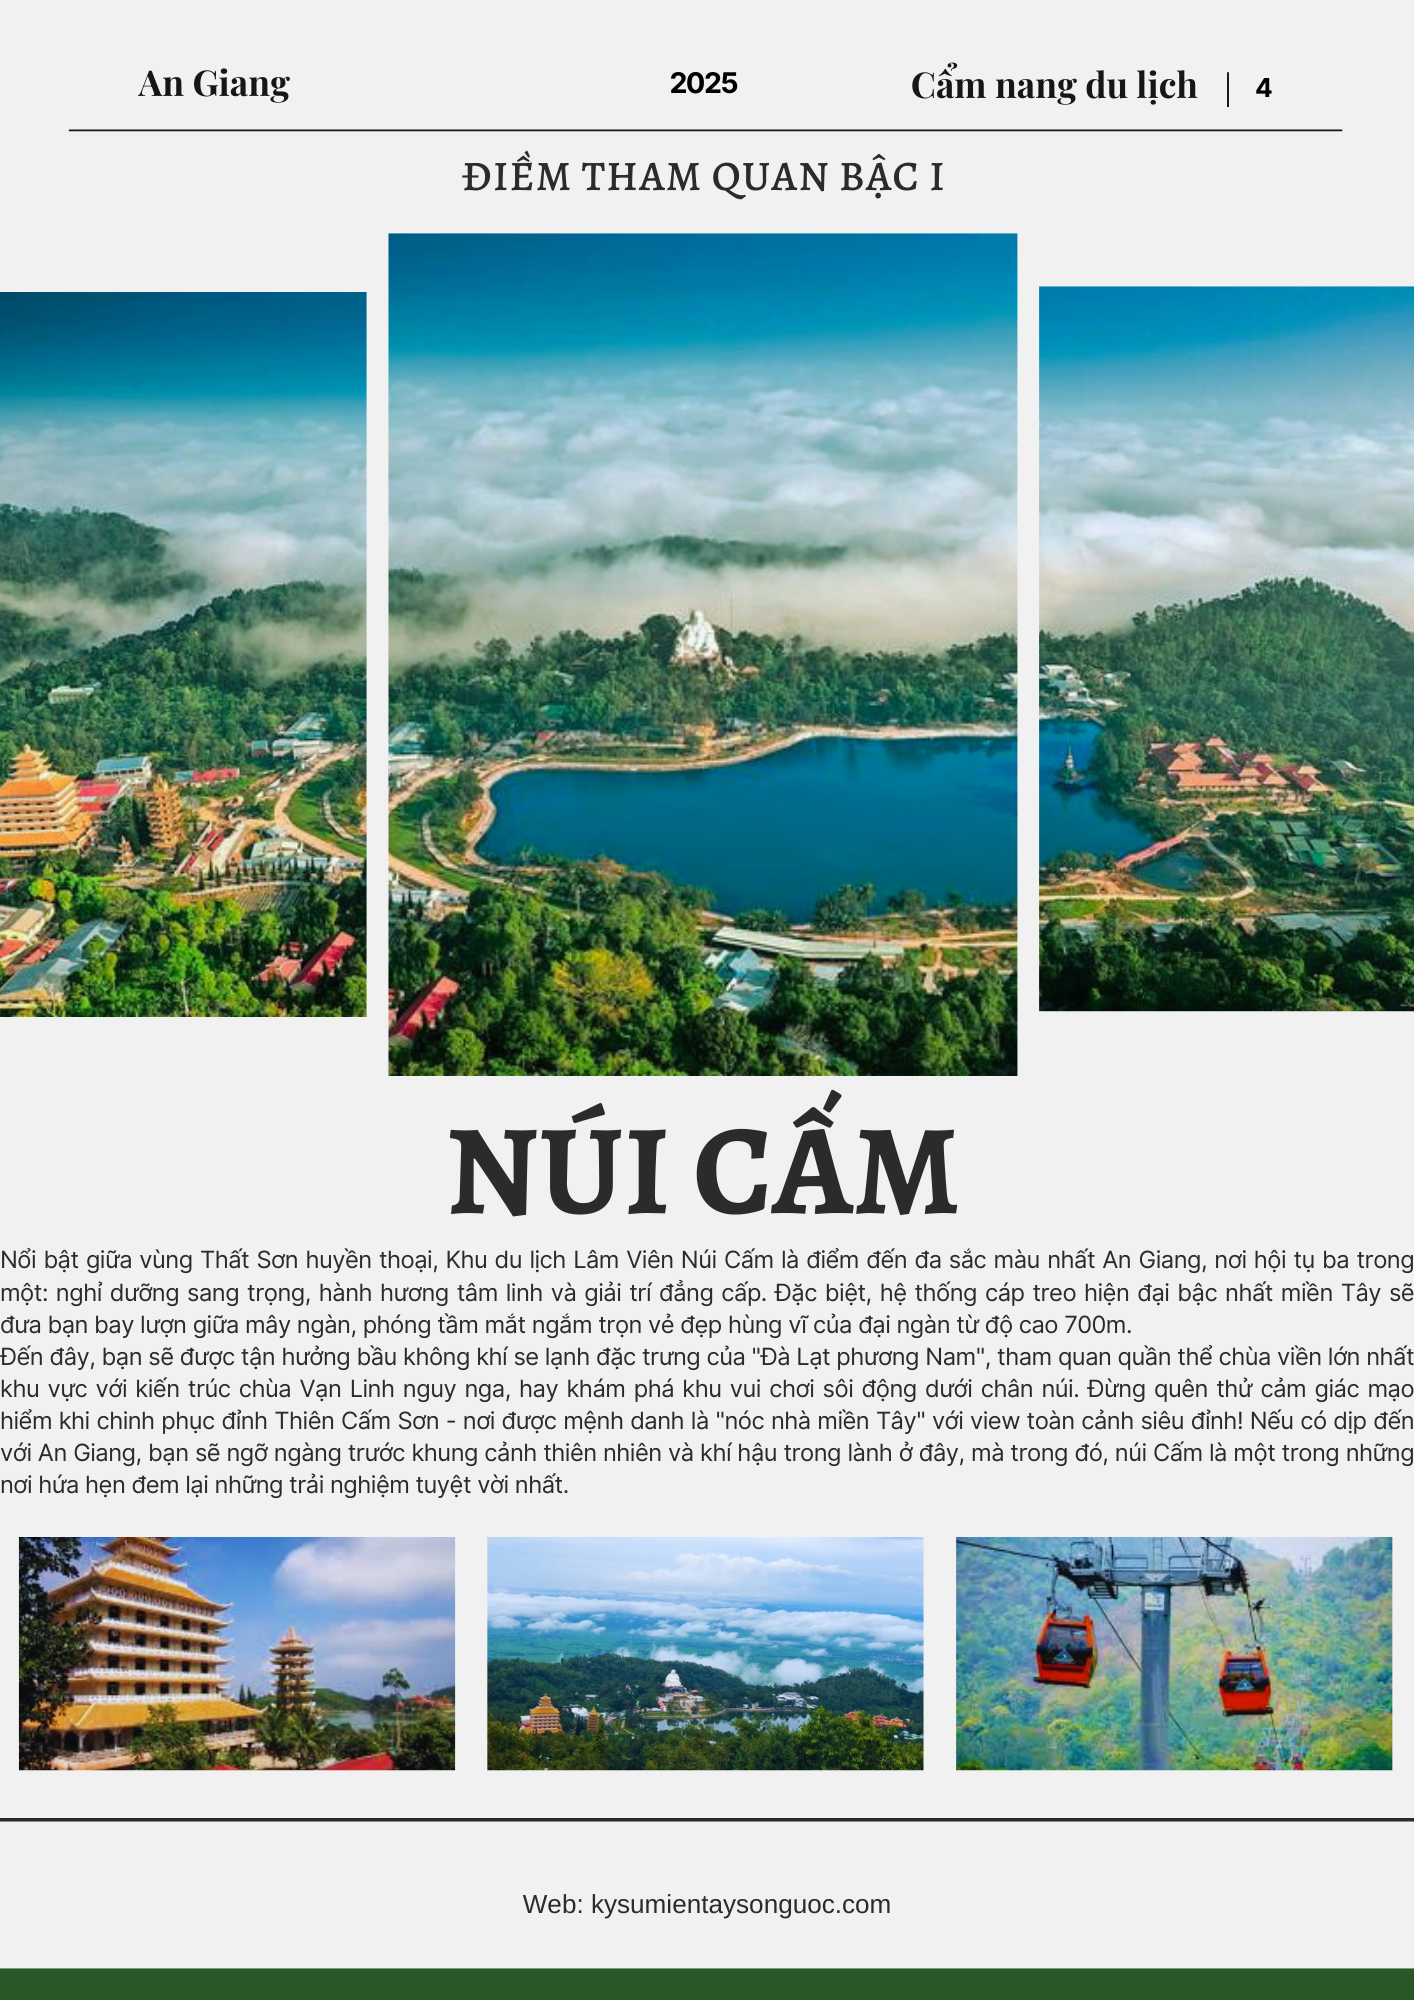 An Giang
2025
Cẩm nang du lịch | 4
ĐIỀM THAM QUAN BẬC I
NÚI CẤM
Nổi bật giữa vùng Thất Sơn huyền thoại, Khu du lịch Lâm Viên Núi Cấm là điểm đến đa sắc màu nhất An Giang, nơi hội tụ ba trong
một: nghỉ dưỡng sang trọng, hành hương tâm linh và giải trí đẳng cấp. Đặc biệt, hệ thống cáp treo hiện đại bậc nhất miền Tây sẽ
đưa bạn bay lượn giữa mây ngàn, phóng tầm mắt ngắm trọn vẻ đẹp hùng vĩ của đại ngàn từ độ cao 700m.
Đến đây, bạn sẽ được tận hưởng bầu không khí se lạnh đặc trưng của "Đà Lạt phương Nam", tham quan quần thể chùa viền lớn nhất
khu vực với kiến trúc chùa Vạn Linh nguy nga, hay khám phá khu vui chơi sôi động dưới chân núi. Đừng quên thử cảm giác mạo
hiểm khi chinh phục đỉnh Thiên Cấm Sơn - nơi được mệnh danh là "nóc nhà miền Tây" với view toàn cảnh siêu đỉnh! Nếu có dịp đến
với An Giang, bạn sẽ ngỡ ngàng trước khung cảnh thiên nhiên và khí hậu trong lành ở đây, mà trong đó, núi Cấm là một trong những
nơi hứa hẹn đem lại những trải nghiệm tuyệt vời nhất.
Web: kysumientaysonguoc.com